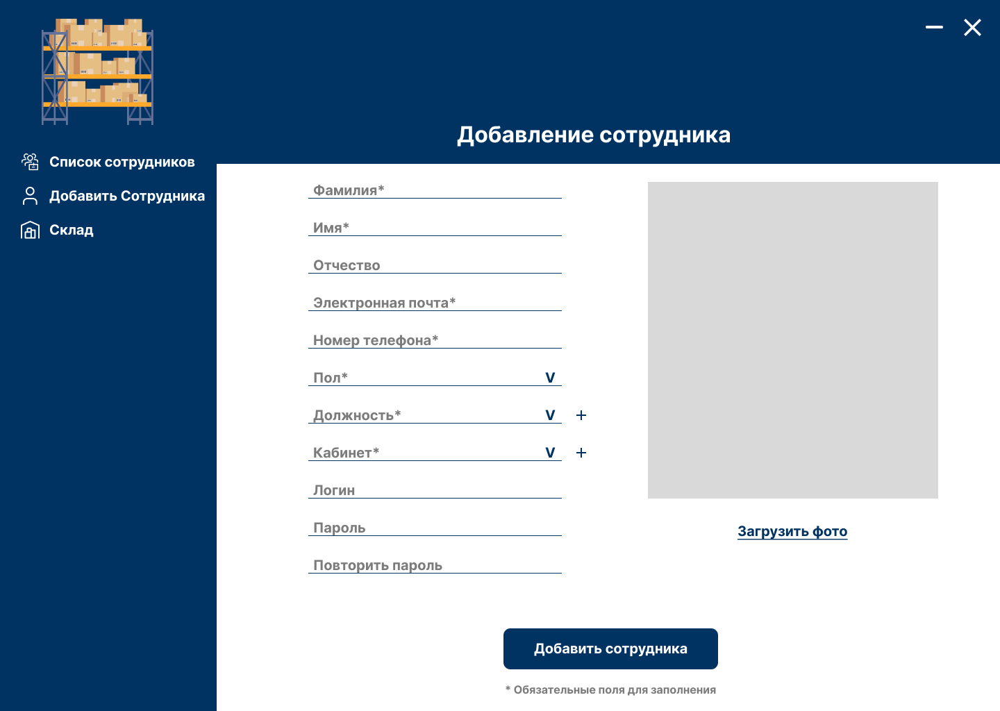 Добавление сотрудника
Список сотрудников
Добавить Сотрудника
Склад
Фамилия*
Имя*
Отчество
Электронная почта*
Номер телефона*
Пол* V
Должность* V +
Кабинет* V +
Логин
Пароль
Повторить пароль
Загрузить фото
Добавить сотрудника
* Обязательные поля для заполнения